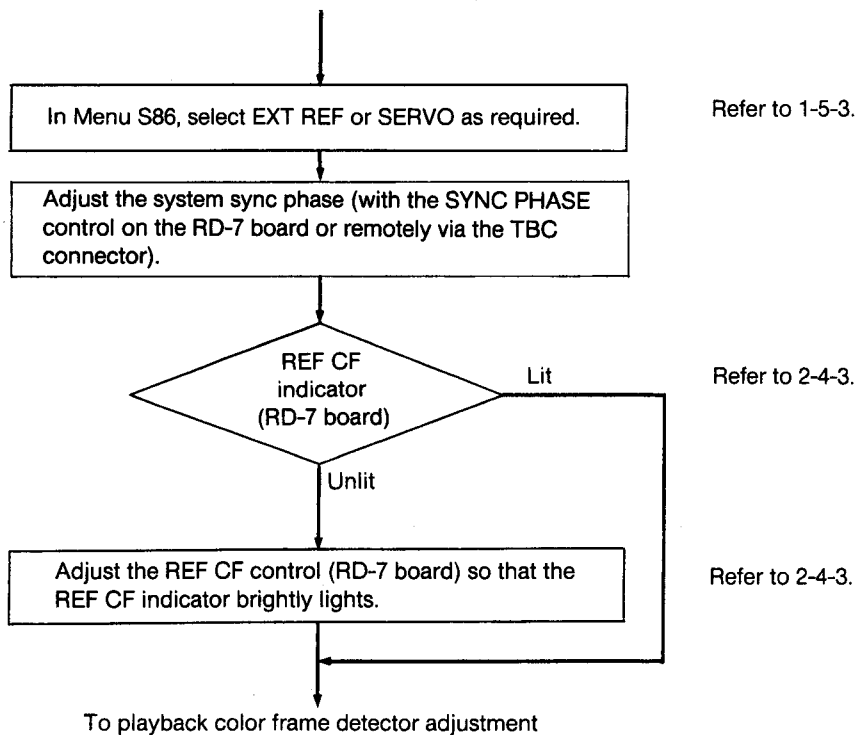 In Menu S86, select EXT REF or SERVO as required.
Refer to 1-5-3.
Adjust the system sync phase (with the SYNC PHASE
control on the RD-7 board or remotely via the TBC
connector).
REF CF
indicator
(RD-7 board)
Lit
Refer to 2-4-3.
Unlit
Adjust the REF CF control (RD-7 board) so that the
REF CF indicator brightly lights.
Refer to 2-4-3.
To playback color frame detector adjustment